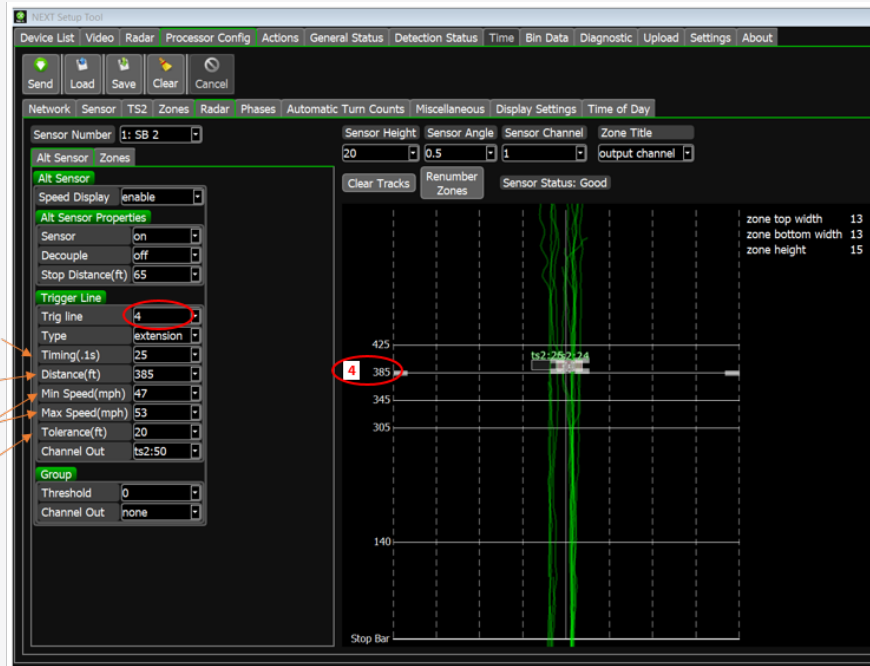 NEXT Setup Tool
Device List Video Radar Processor Config Actions General Status Detection Status Time Bin Data Diagnostic Upload Settings About
Send Load Save Clear Cancel
Network Sensor TS2 Zones Radar Phases Automatic Turn Counts Miscellaneous Display Settings Time of Day
Sensor Number 1: SB 2
Alt Sensor Zones
Alt Sensor
Speed Display enable
Alt Sensor Properties
Sensor on
Decouple off
Stop Distance(ft) 65
Trigger Line
Trig line 4
Type extension
Timing(.1s) 25
Distance(ft) 385
Min Speed(mph) 47
Max Speed(mph) 53
Tolerance(ft) 20
Channel Out ts2:50
Group
Threshold 0
Channel Out none
Sensor Height Sensor Angle Sensor Channel Zone Title
20 0.5 1 output channel
Clear Tracks Renumber Zones Sensor Status: Good
zone top width 13
zone bottom width 13
zone height 15
425
4 385
345
305
140
Stop Bar